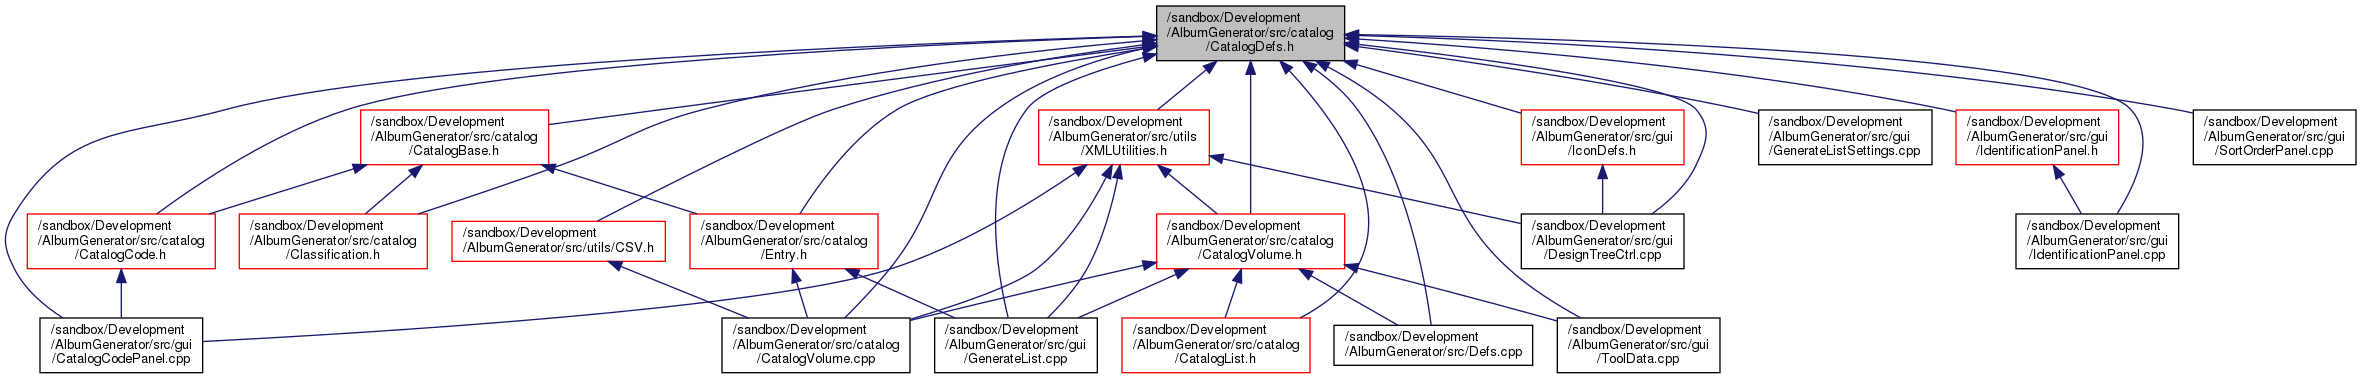 /sandbox/Development
/AlbumGenerator/src/catalog
/CatalogDefs.h
/sandbox/Development
/AlbumGenerator/src/catalog
/CatalogBase.h
/sandbox/Development
/AlbumGenerator/src/utils
/XMLUtilities.h
/sandbox/Development
/AlbumGenerator/src/gui
/IconDefs.h
/sandbox/Development
/AlbumGenerator/src/gui
/GenerateListSettings.cpp
/sandbox/Development
/AlbumGenerator/src/gui
/IdentificationPanel.h
/sandbox/Development
/AlbumGenerator/src/gui
/SortOrderPanel.cpp
/sandbox/Development
/AlbumGenerator/src/catalog
/CatalogCode.h
/sandbox/Development
/AlbumGenerator/src/catalog
/Classification.h
/sandbox/Development
/AlbumGenerator/src/utils/CSV.h
/sandbox/Development
/AlbumGenerator/src/catalog
/Entry.h
/sandbox/Development
/AlbumGenerator/src/catalog
/CatalogVolume.h
/sandbox/Development
/AlbumGenerator/src/gui
/DesignTreeCtrl.cpp
/sandbox/Development
/AlbumGenerator/src/gui
/IdentificationPanel.cpp
/sandbox/Development
/AlbumGenerator/src/gui
/CatalogCodePanel.cpp
/sandbox/Development
/AlbumGenerator/src/catalog
/CatalogVolume.cpp
/sandbox/Development
/AlbumGenerator/src/gui
/GenerateList.cpp
/sandbox/Development
/AlbumGenerator/src/catalog
/CatalogList.h
/sandbox/Development
/AlbumGenerator/src/Defs.cpp
/sandbox/Development
/AlbumGenerator/src/gui
/ToolData.cpp